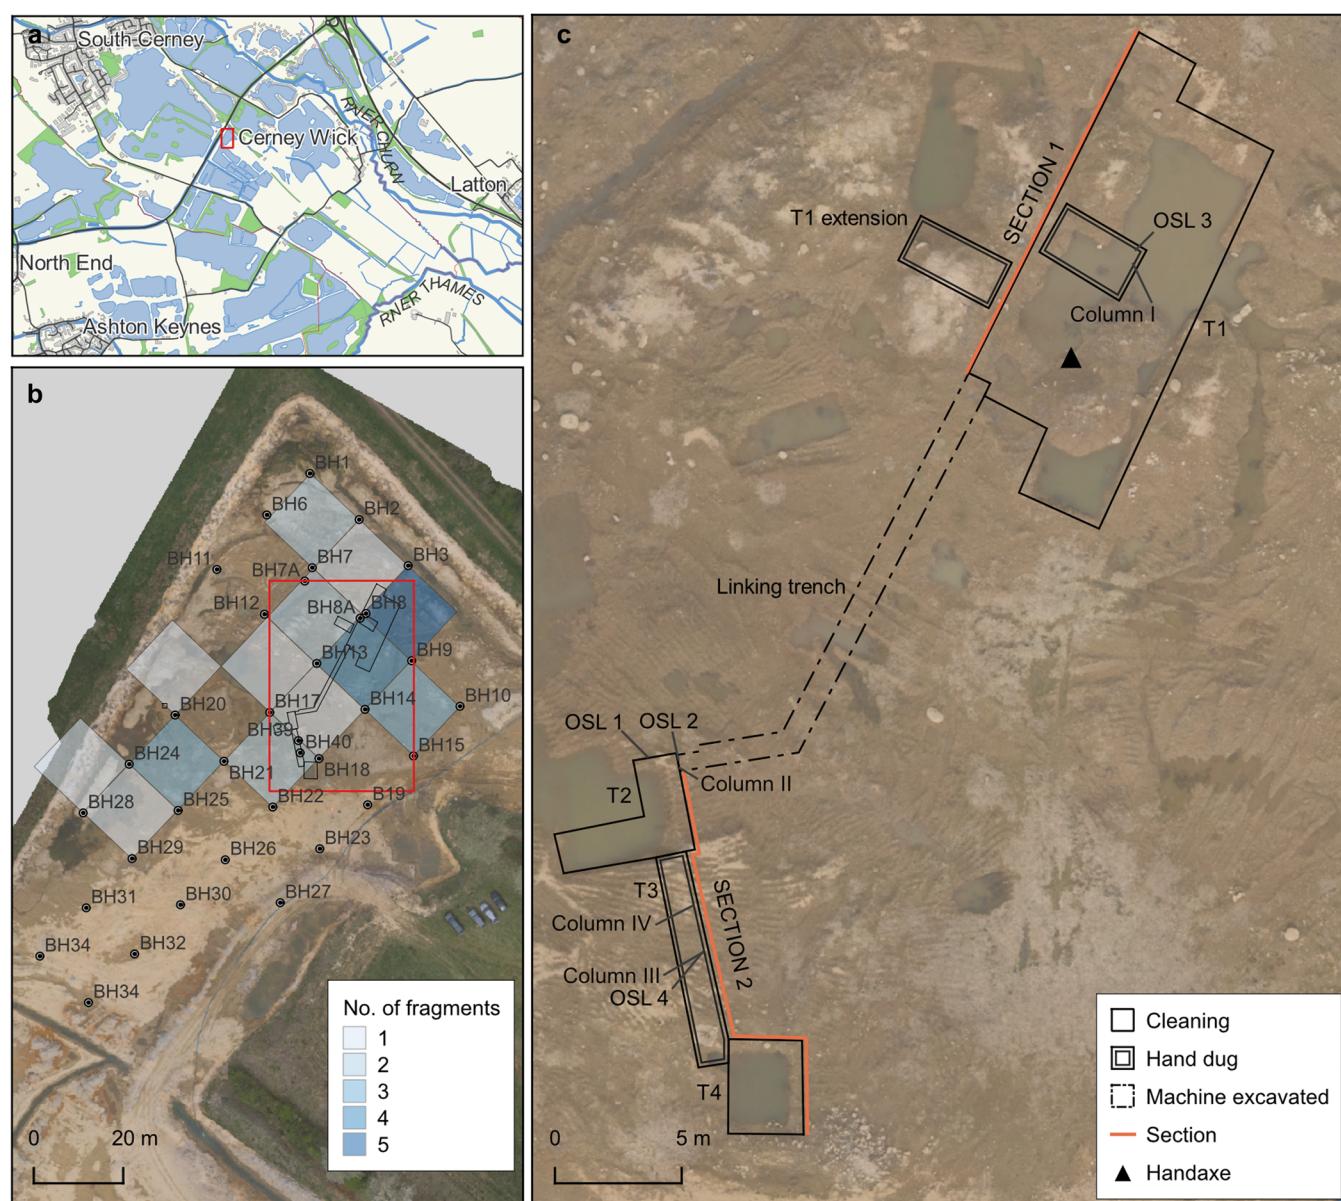 a
South Cerney
RIVER CHURN
Cerney Wick
Latton
North End
RIVER THAMES
Ashton Keynes
b
BH1
BH6
BH2
BH11
BH7
BH3
BH7A
BH12
BH8A
BH8
BH13
BH9
BH20
BH17
BH14
BH10
BH39
BH24
BH40
BH15
BH21
BH18
BH28
BH25
BH22
B19
BH29
BH26
BH23
BH31
BH30
BH27
BH34
BH32
BH34
No. of fragments
1
2
3
4
5
0 20 m
c
SECTION 1
T1 extension
OSL 3
Column I
T1
Linking trench
OSL 1
OSL 2
Column II
T2
T3
SECTION 2
Column IV
Column III
OSL 4
T4
0 5 m
Cleaning
Hand dug
Machine excavated
Section
Handaxe